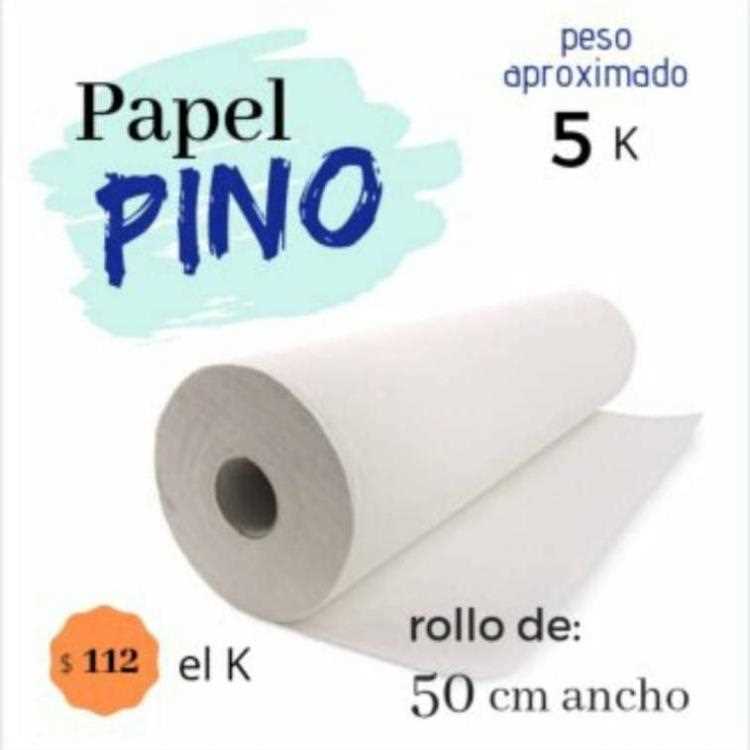 Papel
PINO
peso
aproximado
5 K
$ 112 el K
rollo de:
50 cm ancho